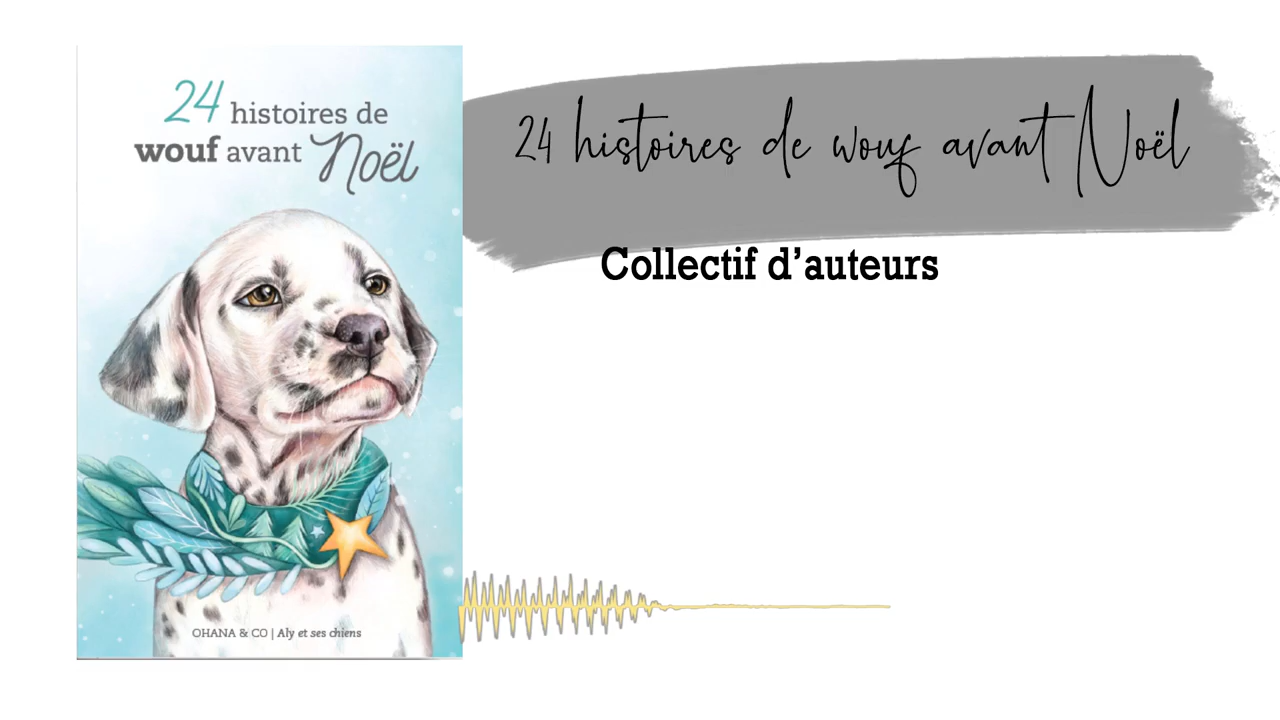 24 histoires de
wouf avant Noël
OHANA & CO | Aly et ses chiens
24 histoires de wouf avant Noël
Collectif d'auteurs